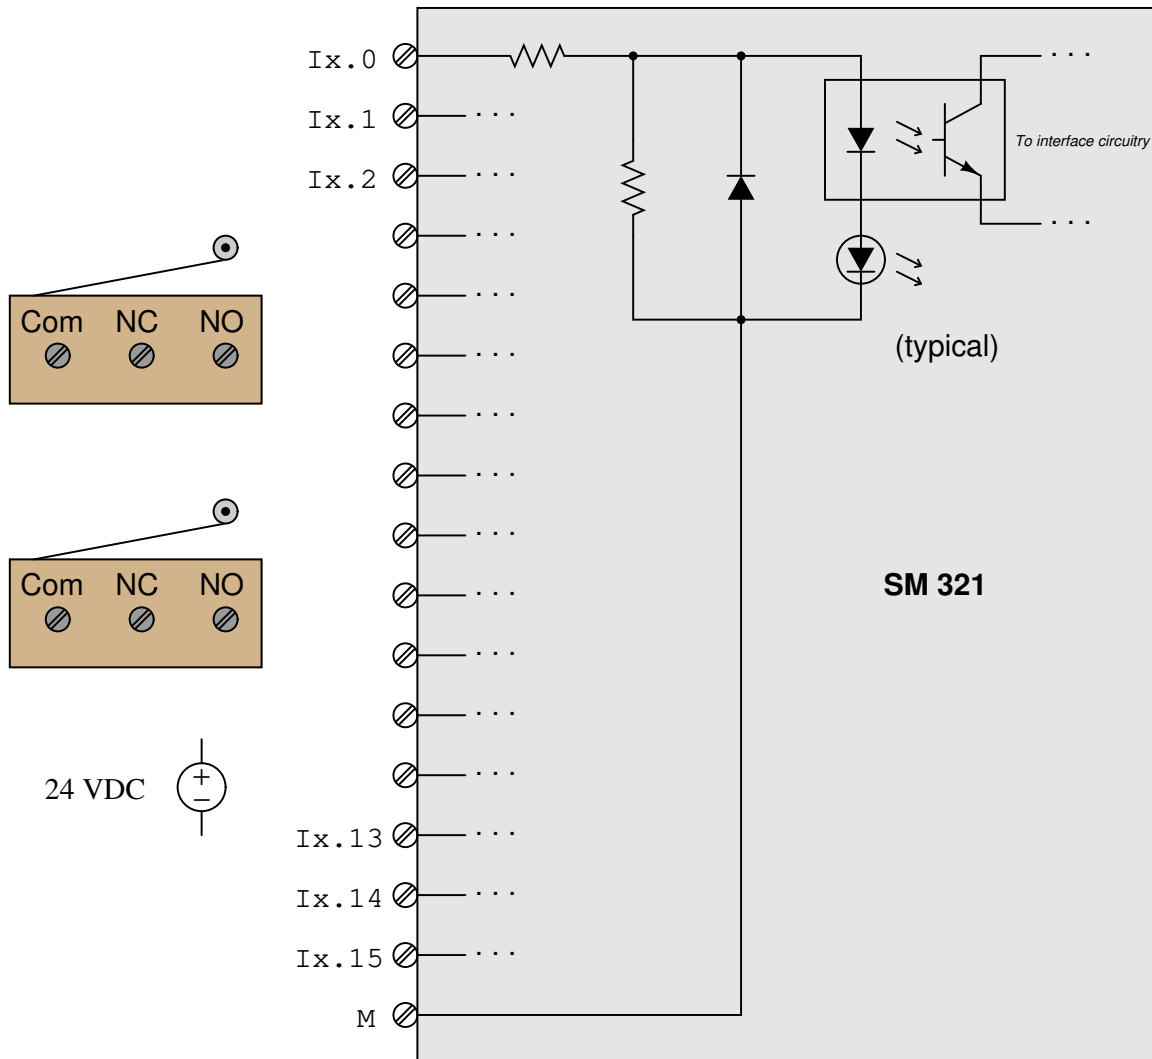 Ix.0
. . .
Ix.1
. . .
To interface circuitry
Ix.2
. . .
. . .
. . .
Com NC NO
. . .
. . .
(typical)
. . .
. . .
. . .
Com NC NO
SM 321
. . .
. . .
. . .
24 VDC
+
−
. . .
Ix.13
. . .
Ix.14
. . .
Ix.15
. . .
M